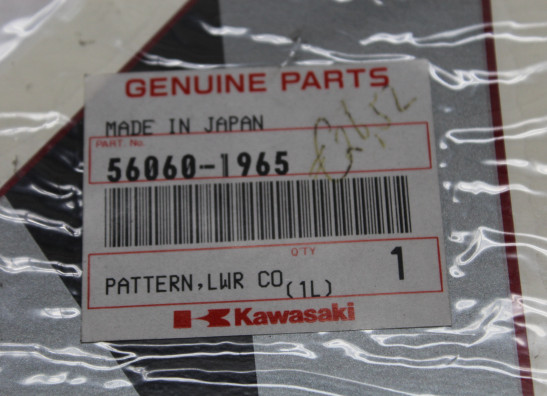 GENUINE PARTS
MADE IN JAPAN
PART. No.
56060-1965
QTY
1
PATTERN,LWR CO(1L)
Kawasaki